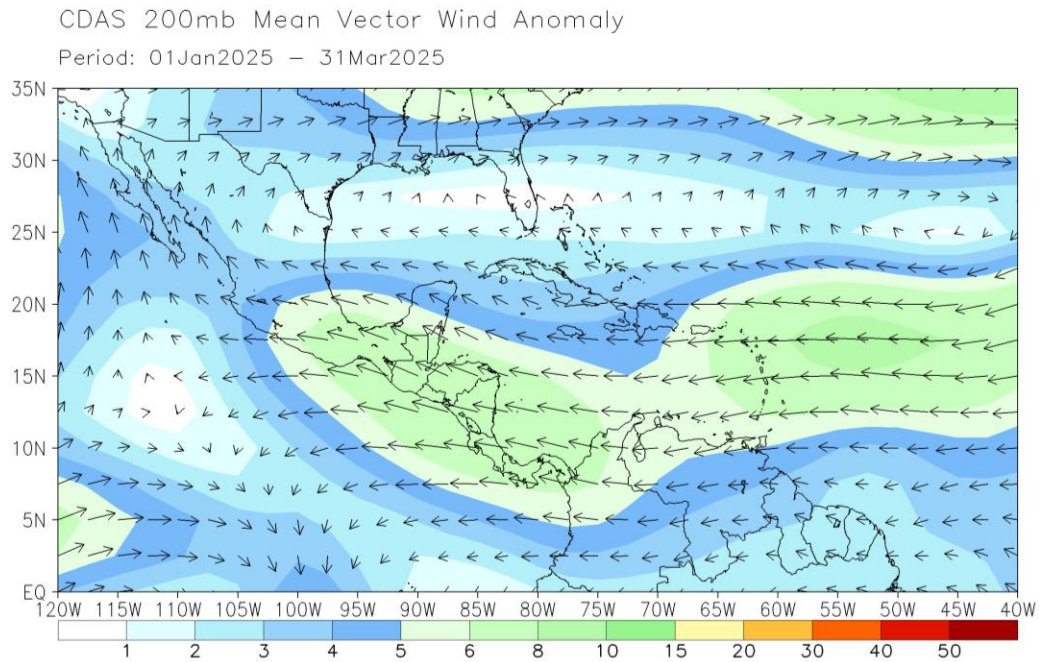 CDAS 200mb Mean Vector Wind Anomaly
Period: 01Jan2025 – 31Mar2025
35N
30N
25N
20N
15N
10N
5N
EQ
120W 115W 110W 105W 100W 95W 90W 85W 80W 75W 70W 65W 60W 55W 50W 45W 40W
1 2 3 4 5 6 8 10 15 20 30 40 50